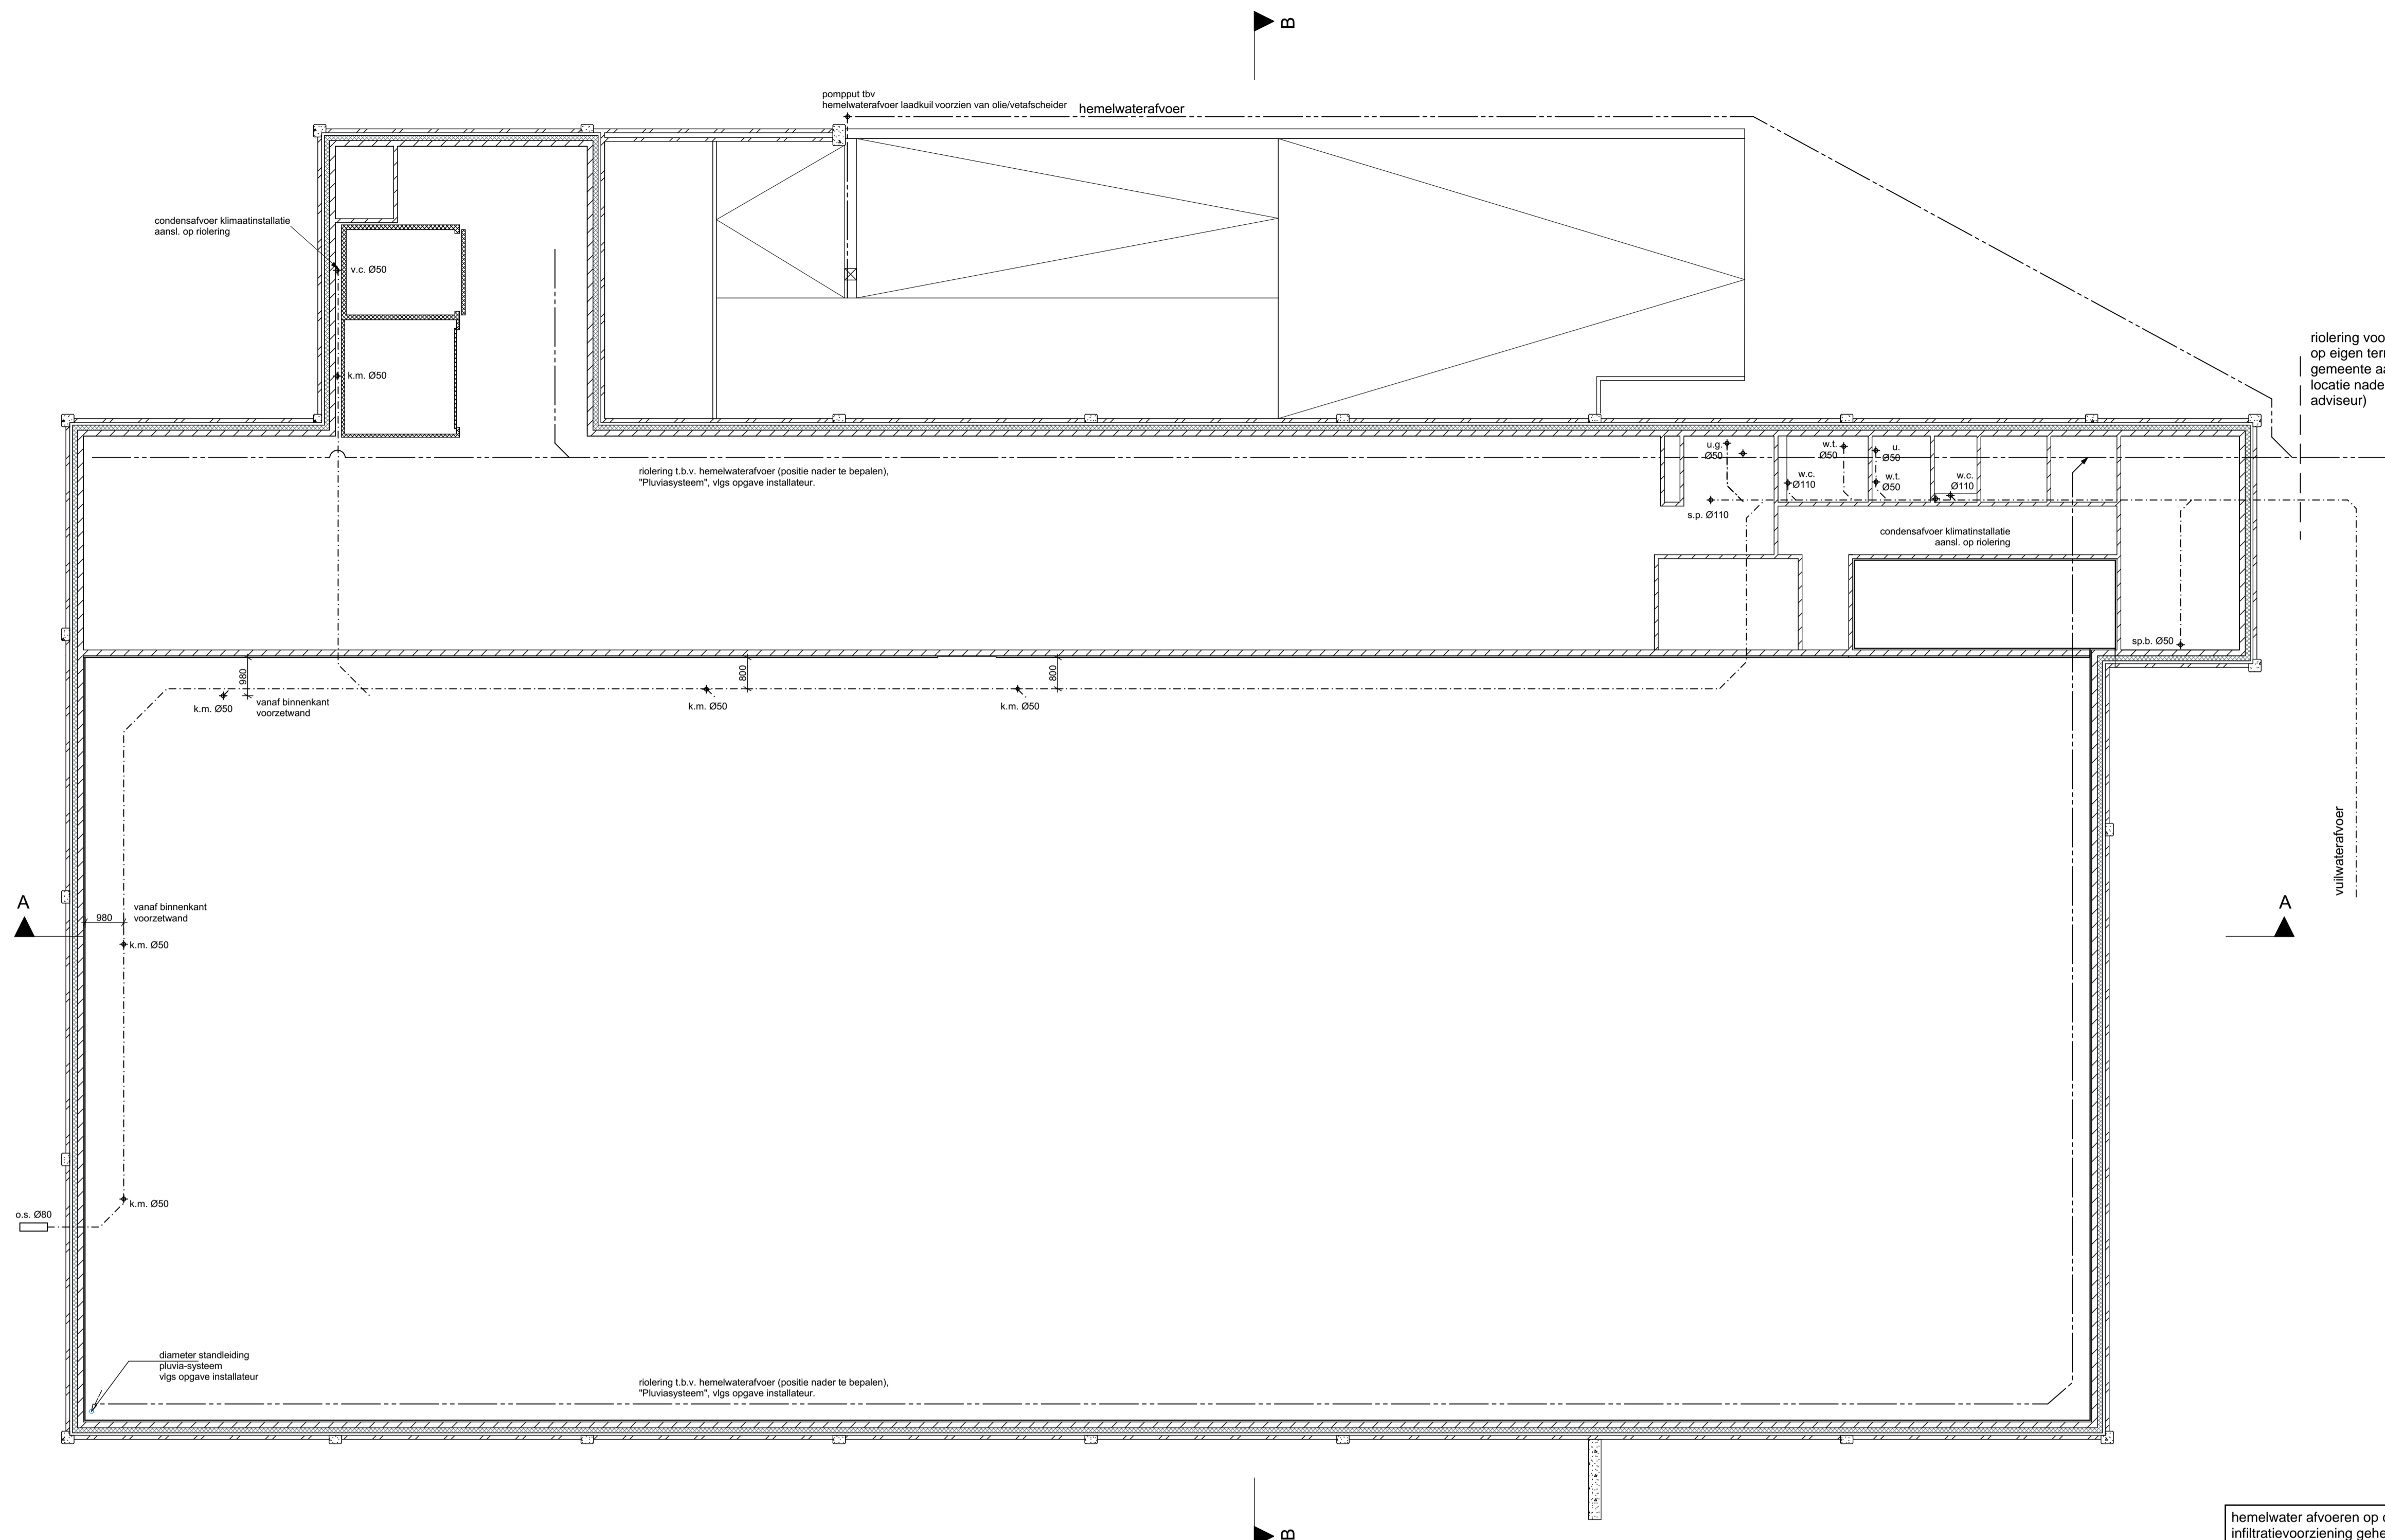 B
pompput tbv
hemelwaterafvoer laadkuil voorzien van olie/vetafscheider
hemelwaterafvoer
condensafvoer klimaatinstallatie
aansl. op riolering
v.c. Ø50
k.m. Ø50
riolering
op eigen
gemeente
locatie
adviseur)
riolering t.b.v. hemelwaterafvoer (positie nader te bepalen),
"Pluviasysteem", vlgs opgave installateur.
u.g.
Ø50
w.t.
Ø50
u.
Ø50
w.c.
Ø110
w.t.
Ø50
w.c.
Ø110
s.p. Ø110
condensafvoer klimatinstallatie
aansl. op riolering
sp.b. Ø50
980
800
800
k.m. Ø50
vanaf binnenkant
voorzetwand
k.m. Ø50
k.m. Ø50
vuilwaterafvoer
A
A
vanaf binnenkant
voorzetwand
980
k.m. Ø50
k.m. Ø50
o.s. Ø80
diameter standleiding
pluvia-systeem
vlgs opgave installateur
riolering t.b.v. hemelwaterafvoer (positie nader te bepalen),
"Pluviasysteem", vlgs opgave installateur.
B
hemelwater afvoeren op
infiltratievoorziening